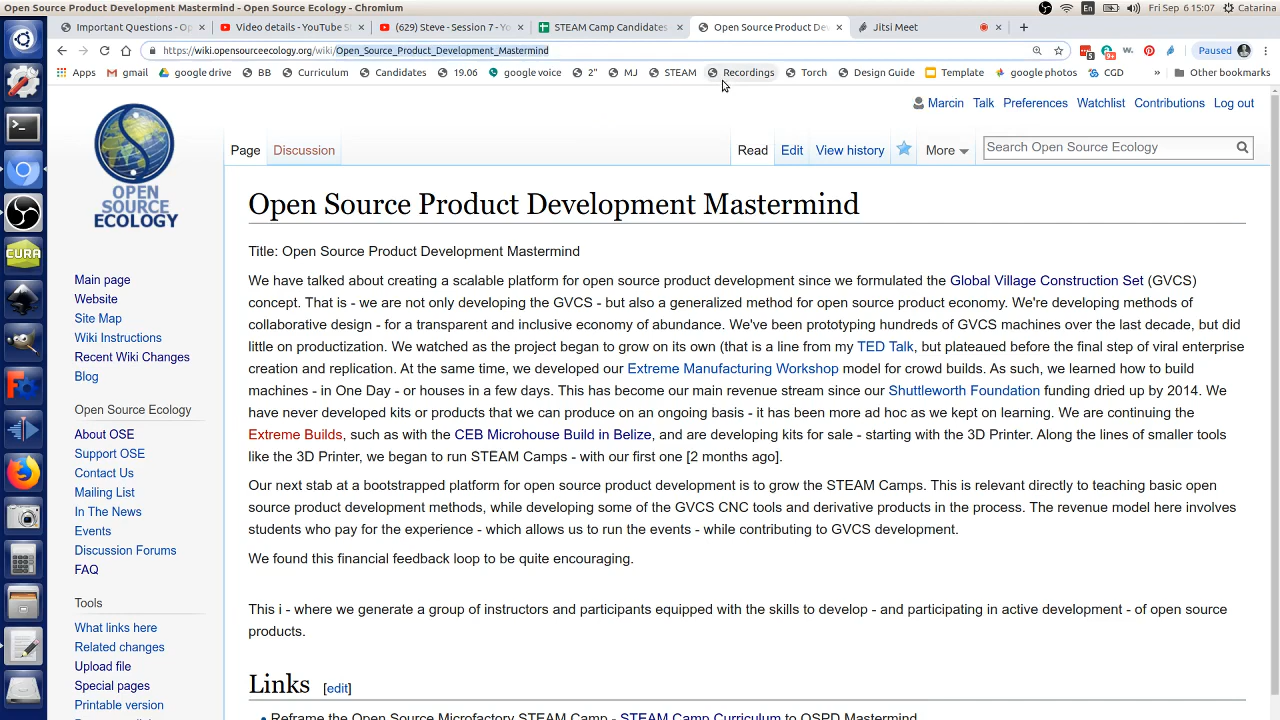 Open Source Product Development Mastermind - Open Source Ecology - Chromium
En
Fri Sep 6 15:07
Catarina
Important Questions - Op
Video details - YouTube S
(629) Steve - Session 7 - Yo
STEAM Camp Candidates
Open Source Product De
Jitsi Meet
https://wiki.opensourceecology.org/wiki/Open_Source_Product_Development_Mastermind
Paused
Apps
gmail
google drive
BB
Curriculum
Candidates
19.06
google voice
2"
MJ
STEAM
Recordings
Torch
Design Guide
Template
google photos
CGD
»
Other bookmarks
Marcin Talk Preferences Watchlist Contributions Log out
Page Discussion
Read Edit View history More
Search Open Source Ecology
OPEN
SOURCE
ECOLOGY
CURA
Main page
Website
Site Map
Wiki Instructions
Recent Wiki Changes
Blog
Open Source Ecology
About OSE
Support OSE
Contact Us
Mailing List
In The News
Events
Discussion Forums
FAQ
Tools
What links here
Related changes
Upload file
Special pages
Printable version
Open Source Product Development Mastermind
Title: Open Source Product Development Mastermind
We have talked about creating a scalable platform for open source product development since we formulated the Global Village Construction Set (GVCS)
concept. That is - we are not only developing the GVCS - but also a generalized method for open source product economy. We're developing methods of
collaborative design - for a transparent and inclusive economy of abundance. We've been prototyping hundreds of GVCS machines over the last decade, but did
little on productization. We watched as the project began to grow on its own (that is a line from my TED Talk, but plateaued before the final step of viral enterprise
creation and replication. At the same time, we developed our Extreme Manufacturing Workshop model for crowd builds. As such, we learned how to build
machines - in One Day - or houses in a few days. This has become our main revenue stream since our Shuttleworth Foundation funding dried up by 2014. We
have never developed kits or products that we can produce on an ongoing basis - it has been more ad hoc as we kept on learning. We are continuing the
Extreme Builds, such as with the CEB Microhouse Build in Belize, and are developing kits for sale - starting with the 3D Printer. Along the lines of smaller tools
like the 3D Printer, we began to run STEAM Camps - with our first one [2 months ago].
Our next stab at a bootstrapped platform for open source product development is to grow the STEAM Camps. This is relevant directly to teaching basic open
source product development methods, while developing some of the GVCS CNC tools and derivative products in the process. The revenue model here involves
students who pay for the experience - which allows us to run the events - while contributing to GVCS development.
We found this financial feedback loop to be quite encouraging.
This i - where we generate a group of instructors and participants equipped with the skills to develop - and participating in active development - of open source
products.
Links [edit]
• Reframe the Open Source Microfactory STEAM Camp - STEAM Camp Curriculum to OSPD Mastermind